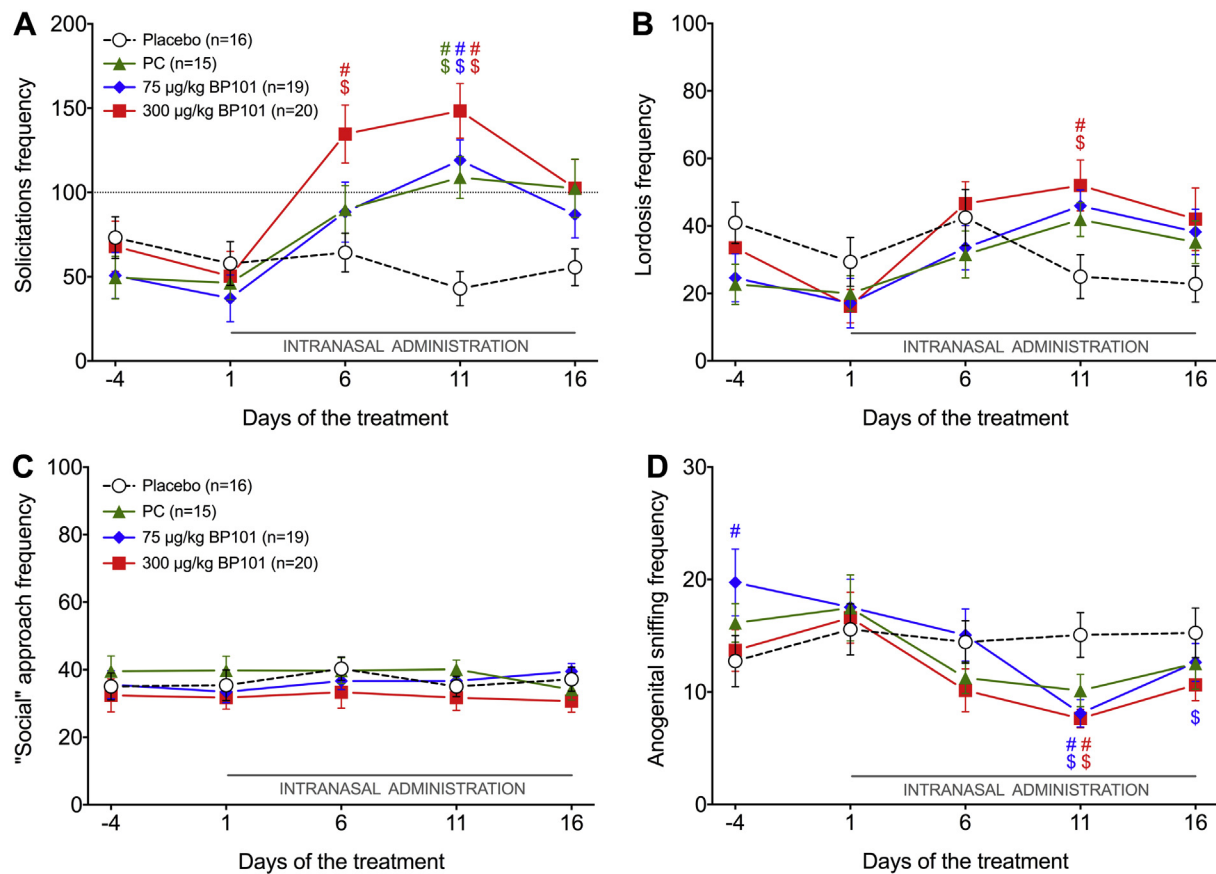 A
Solicitations frequency
200
150
100
50
0
Placebo (n=16)
PC (n=15)
75 µg/kg BP101 (n=19)
300 µg/kg BP101 (n=20)
#
$
# # #
$ $ $
INTRANASAL ADMINISTRATION
-4 1 6 11 16
Days of the treatment
B
Lordosis frequency
100
80
60
40
20
0
#
$
INTRANASAL ADMINISTRATION
-4 1 6 11 16
Days of the treatment
C
"Social" approach frequency
100
80
60
40
20
0
Placebo (n=16)
PC (n=15)
75 µg/kg BP101 (n=19)
300 µg/kg BP101 (n=20)
INTRANASAL ADMINISTRATION
-4 1 6 11 16
Days of the treatment
D
Anogenital sniffing frequency
30
20
10
0
#
# #
$ $
$
INTRANASAL ADMINISTRATION
-4 1 6 11 16
Days of the treatment